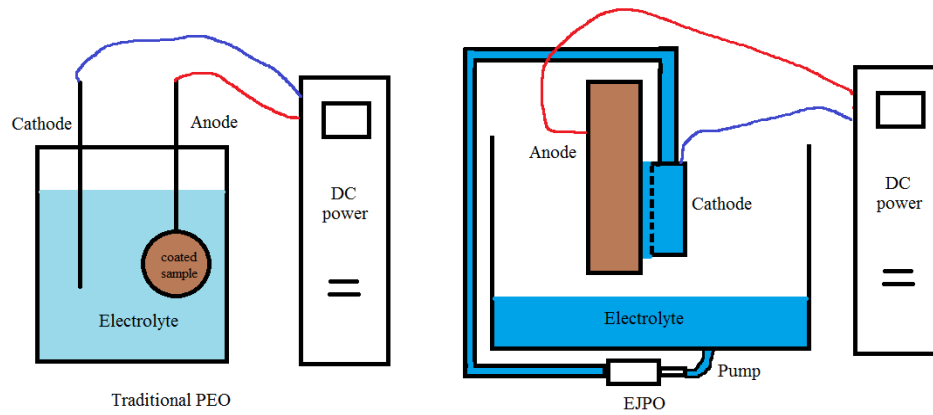 Cathode
Anode
DC
power
coated
sample
Electrolyte
Traditional PEO
Anode
Cathode
DC
power
Electrolyte
Pump
EJPO